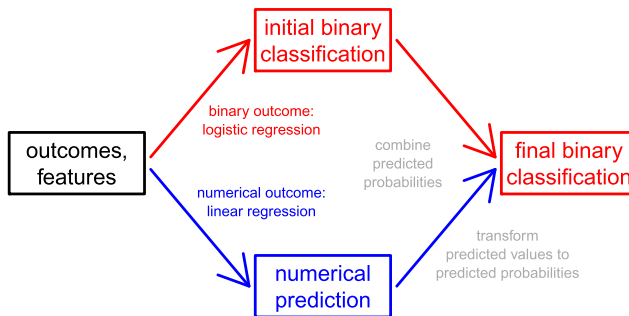 initial binary
classification
binary outcome:
logistic regression
outcomes,
features
combine
predicted
probabilities
final binary
classification
numerical outcome:
linear regression
transform
predicted values to
predicted probabilities
numerical
prediction